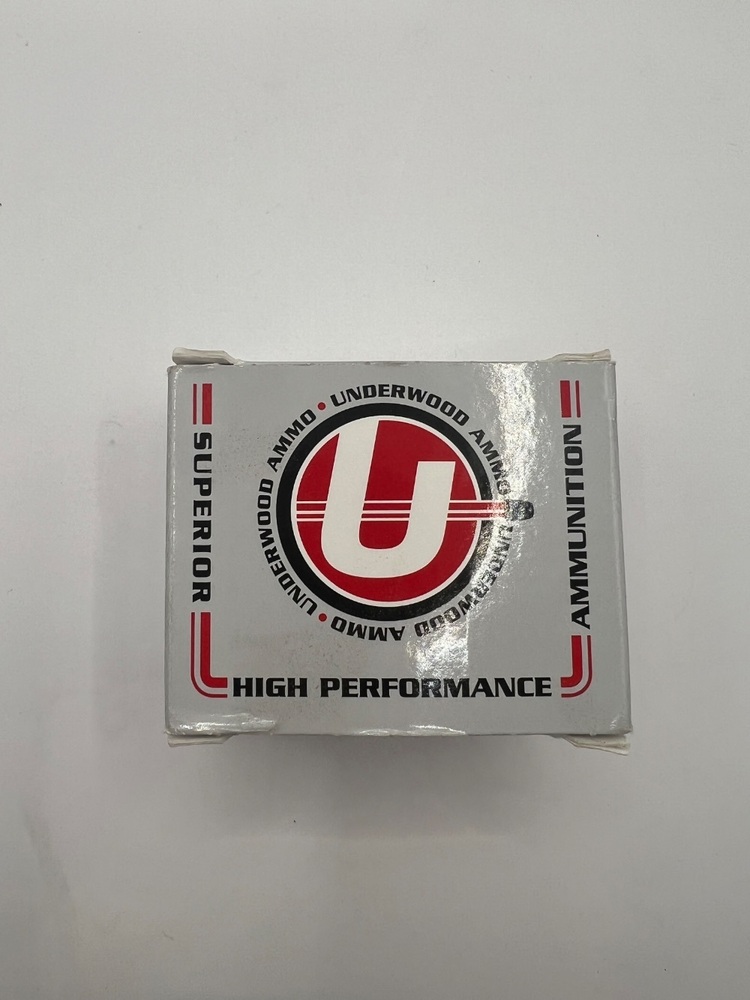 UNDERWOOD AMMO • UNDERWOOD AMMO • UNDERWOOD AMMO • UNDERWOOD AMMO
U
SUPERIOR
HIGH PERFORMANCE
AMMUNITION